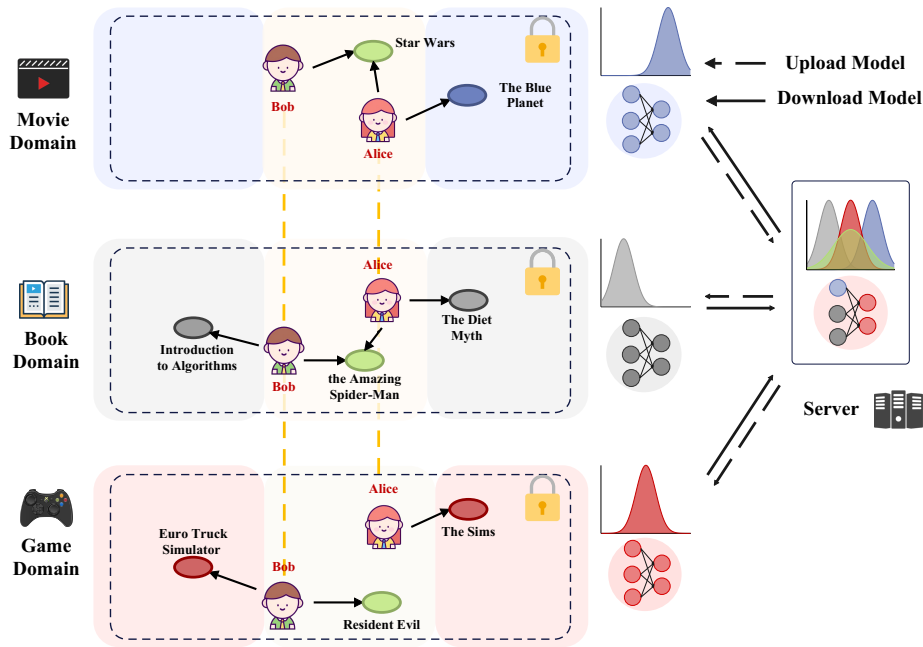 Movie
Domain
Bob
Star Wars
Alice
The Blue
Planet
Upload Model
Download Model
Book
Domain
Introduction
to Algorithms
Bob
Alice
the Amazing
Spider-Man
The Diet
Myth
Server
Game
Domain
Euro Truck
Simulator
Bob
Alice
The Sims
Resident Evil